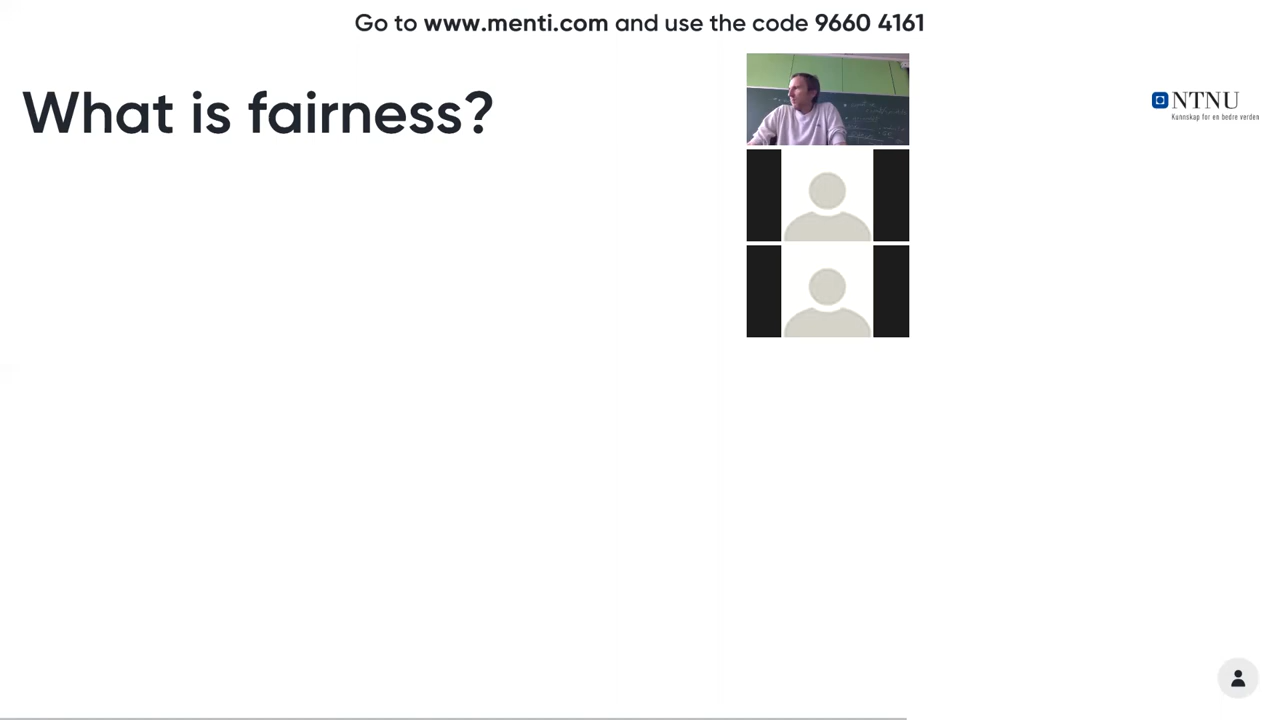 Go to www.menti.com and use the code 9660 4161
What is fairness?
NTNU
Kunnskap for en bedre verden